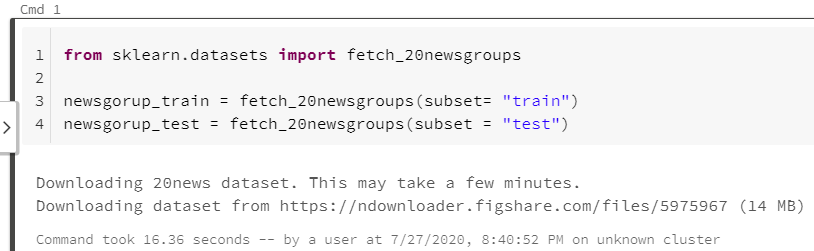 Cmd 1
1 from sklearn.datasets import fetch_20newsgroups
2
3 newsgorup_train = fetch_20newsgroups(subset= "train")
4 newsgorup_test = fetch_20newsgroups(subset = "test")
Downloading 20news dataset. This may take a few minutes.
Downloading dataset from https://ndownloader.figshare.com/files/5975967 (14 MB)
Command took 16.36 seconds -- by a user at 7/27/2020, 8:40:52 PM on unknown cluster